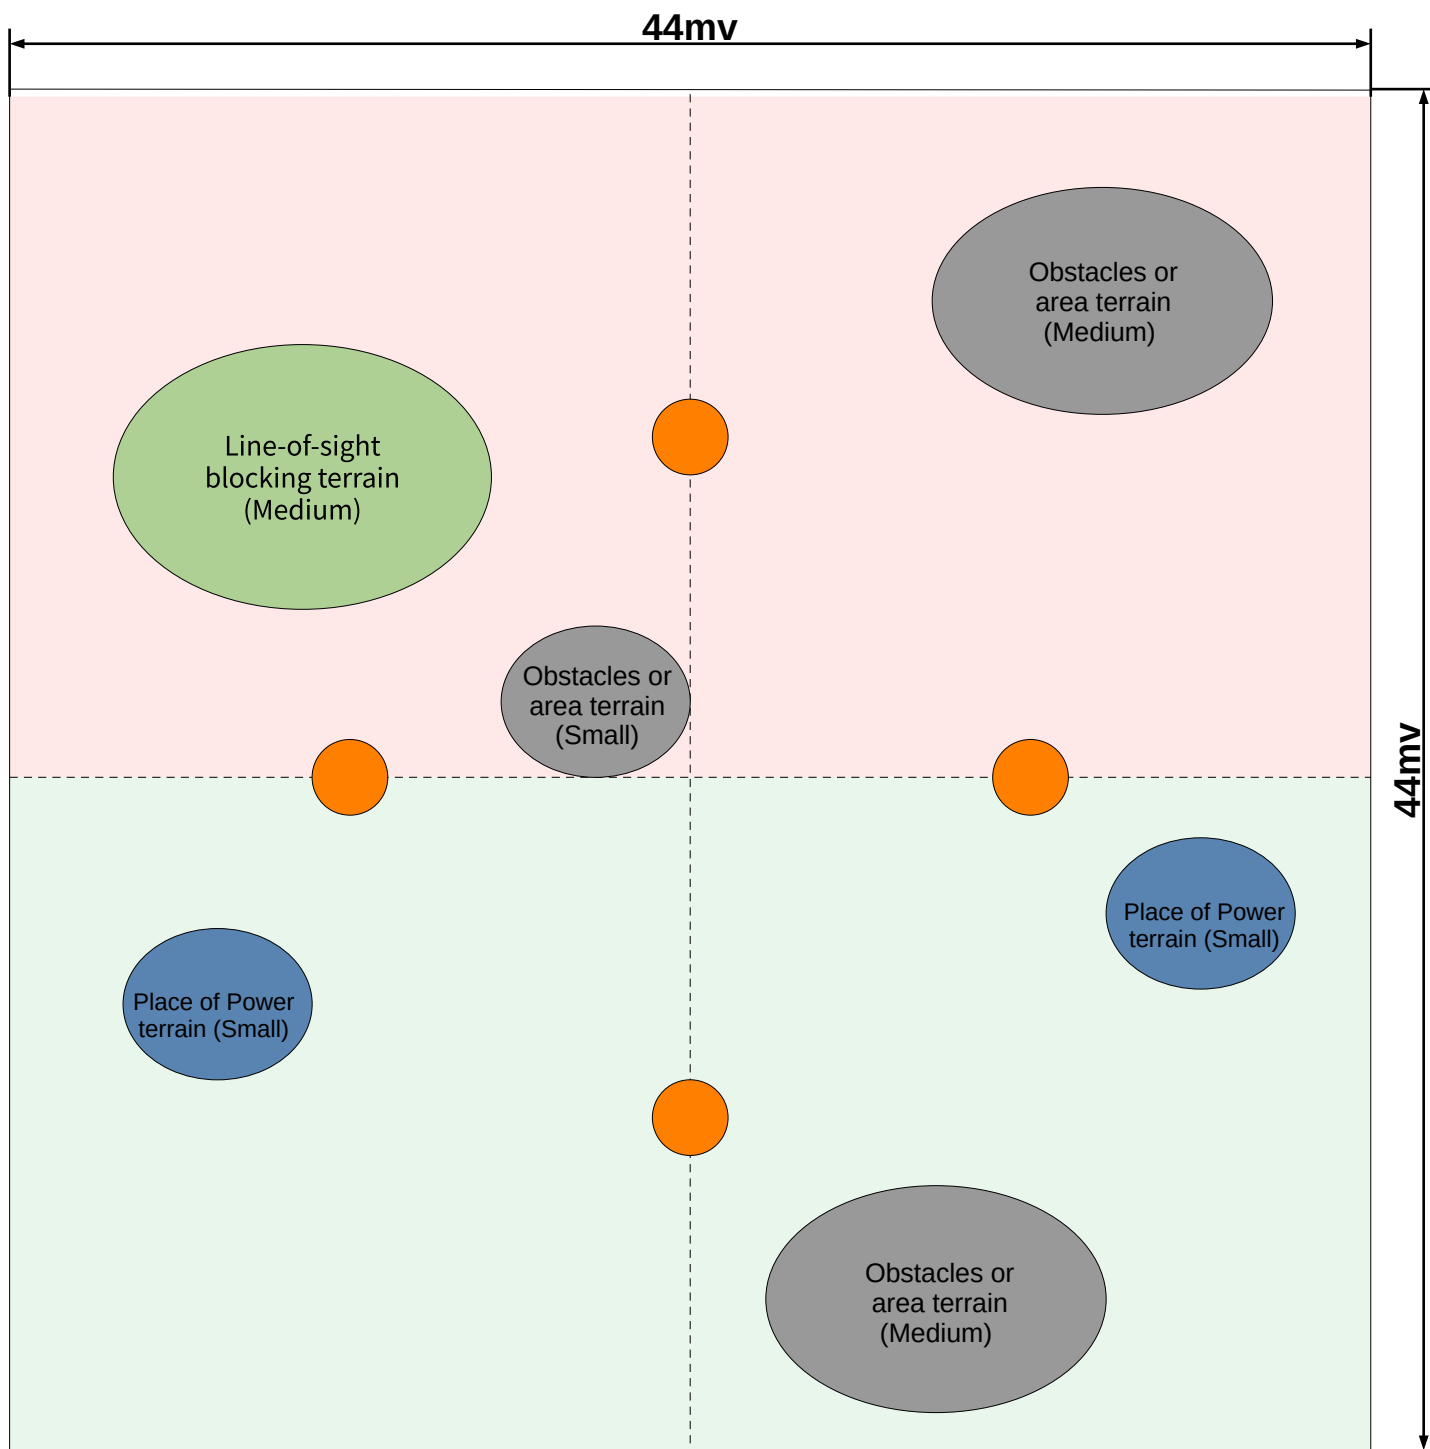 44mv
Obstacles or
area terrain
(Medium)
Line-of-sight
blocking terrain
(Medium)
Obstacles or
area terrain
(Small)
44mv
Place of Power
terrain (Small)
Place of Power
terrain (Small)
Obstacles or
area terrain
(Medium)